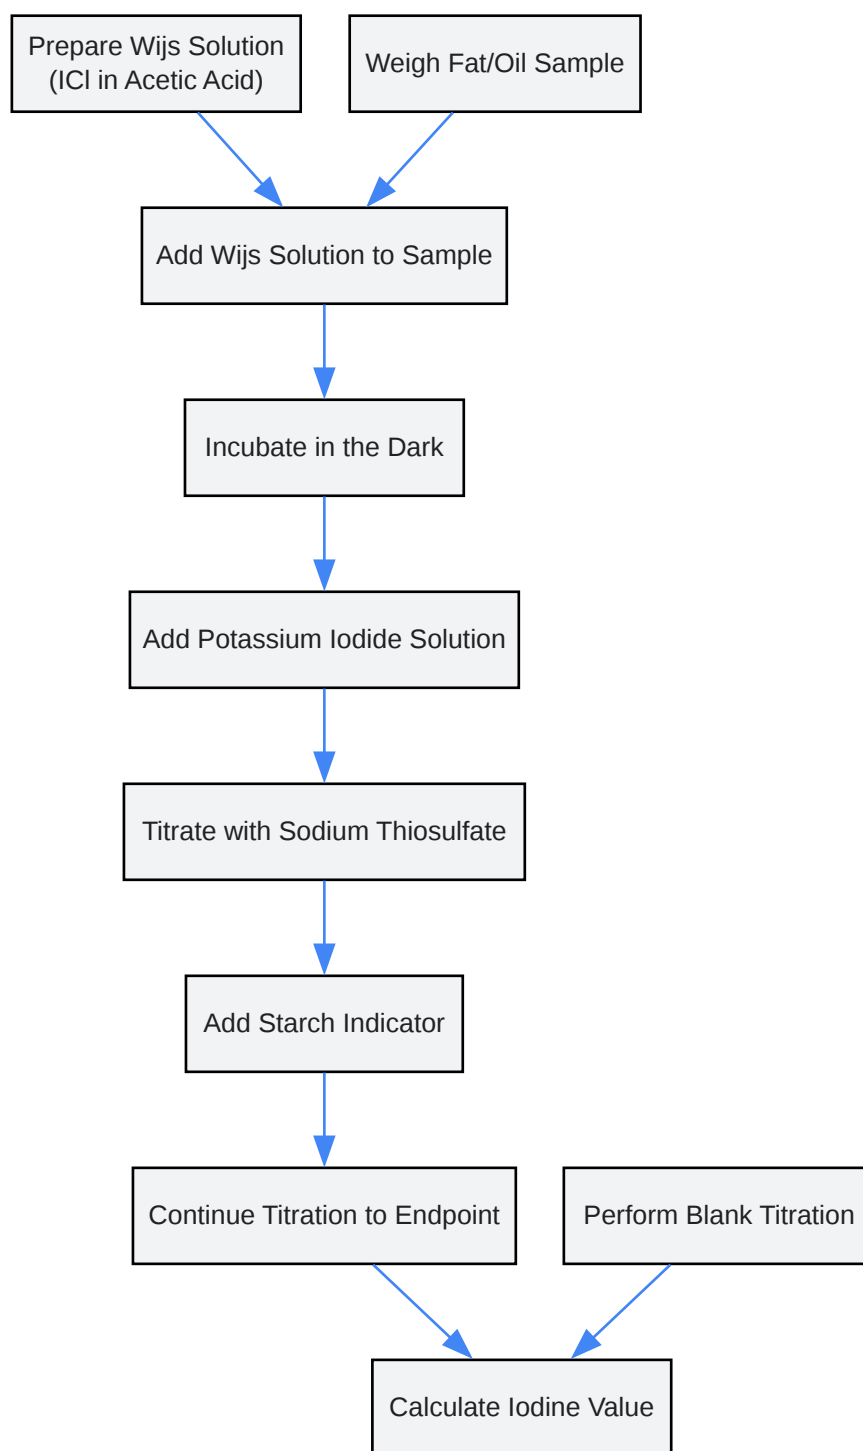 Prepare Wijs Solution
(ICl in Acetic Acid)
Weigh Fat/Oil Sample
Add Wijs Solution to Sample
Incubate in the Dark
Add Potassium Iodide Solution
Titrate with Sodium Thiosulfate
Add Starch Indicator
Continue Titration to Endpoint
Perform Blank Titration
Calculate Iodine Value